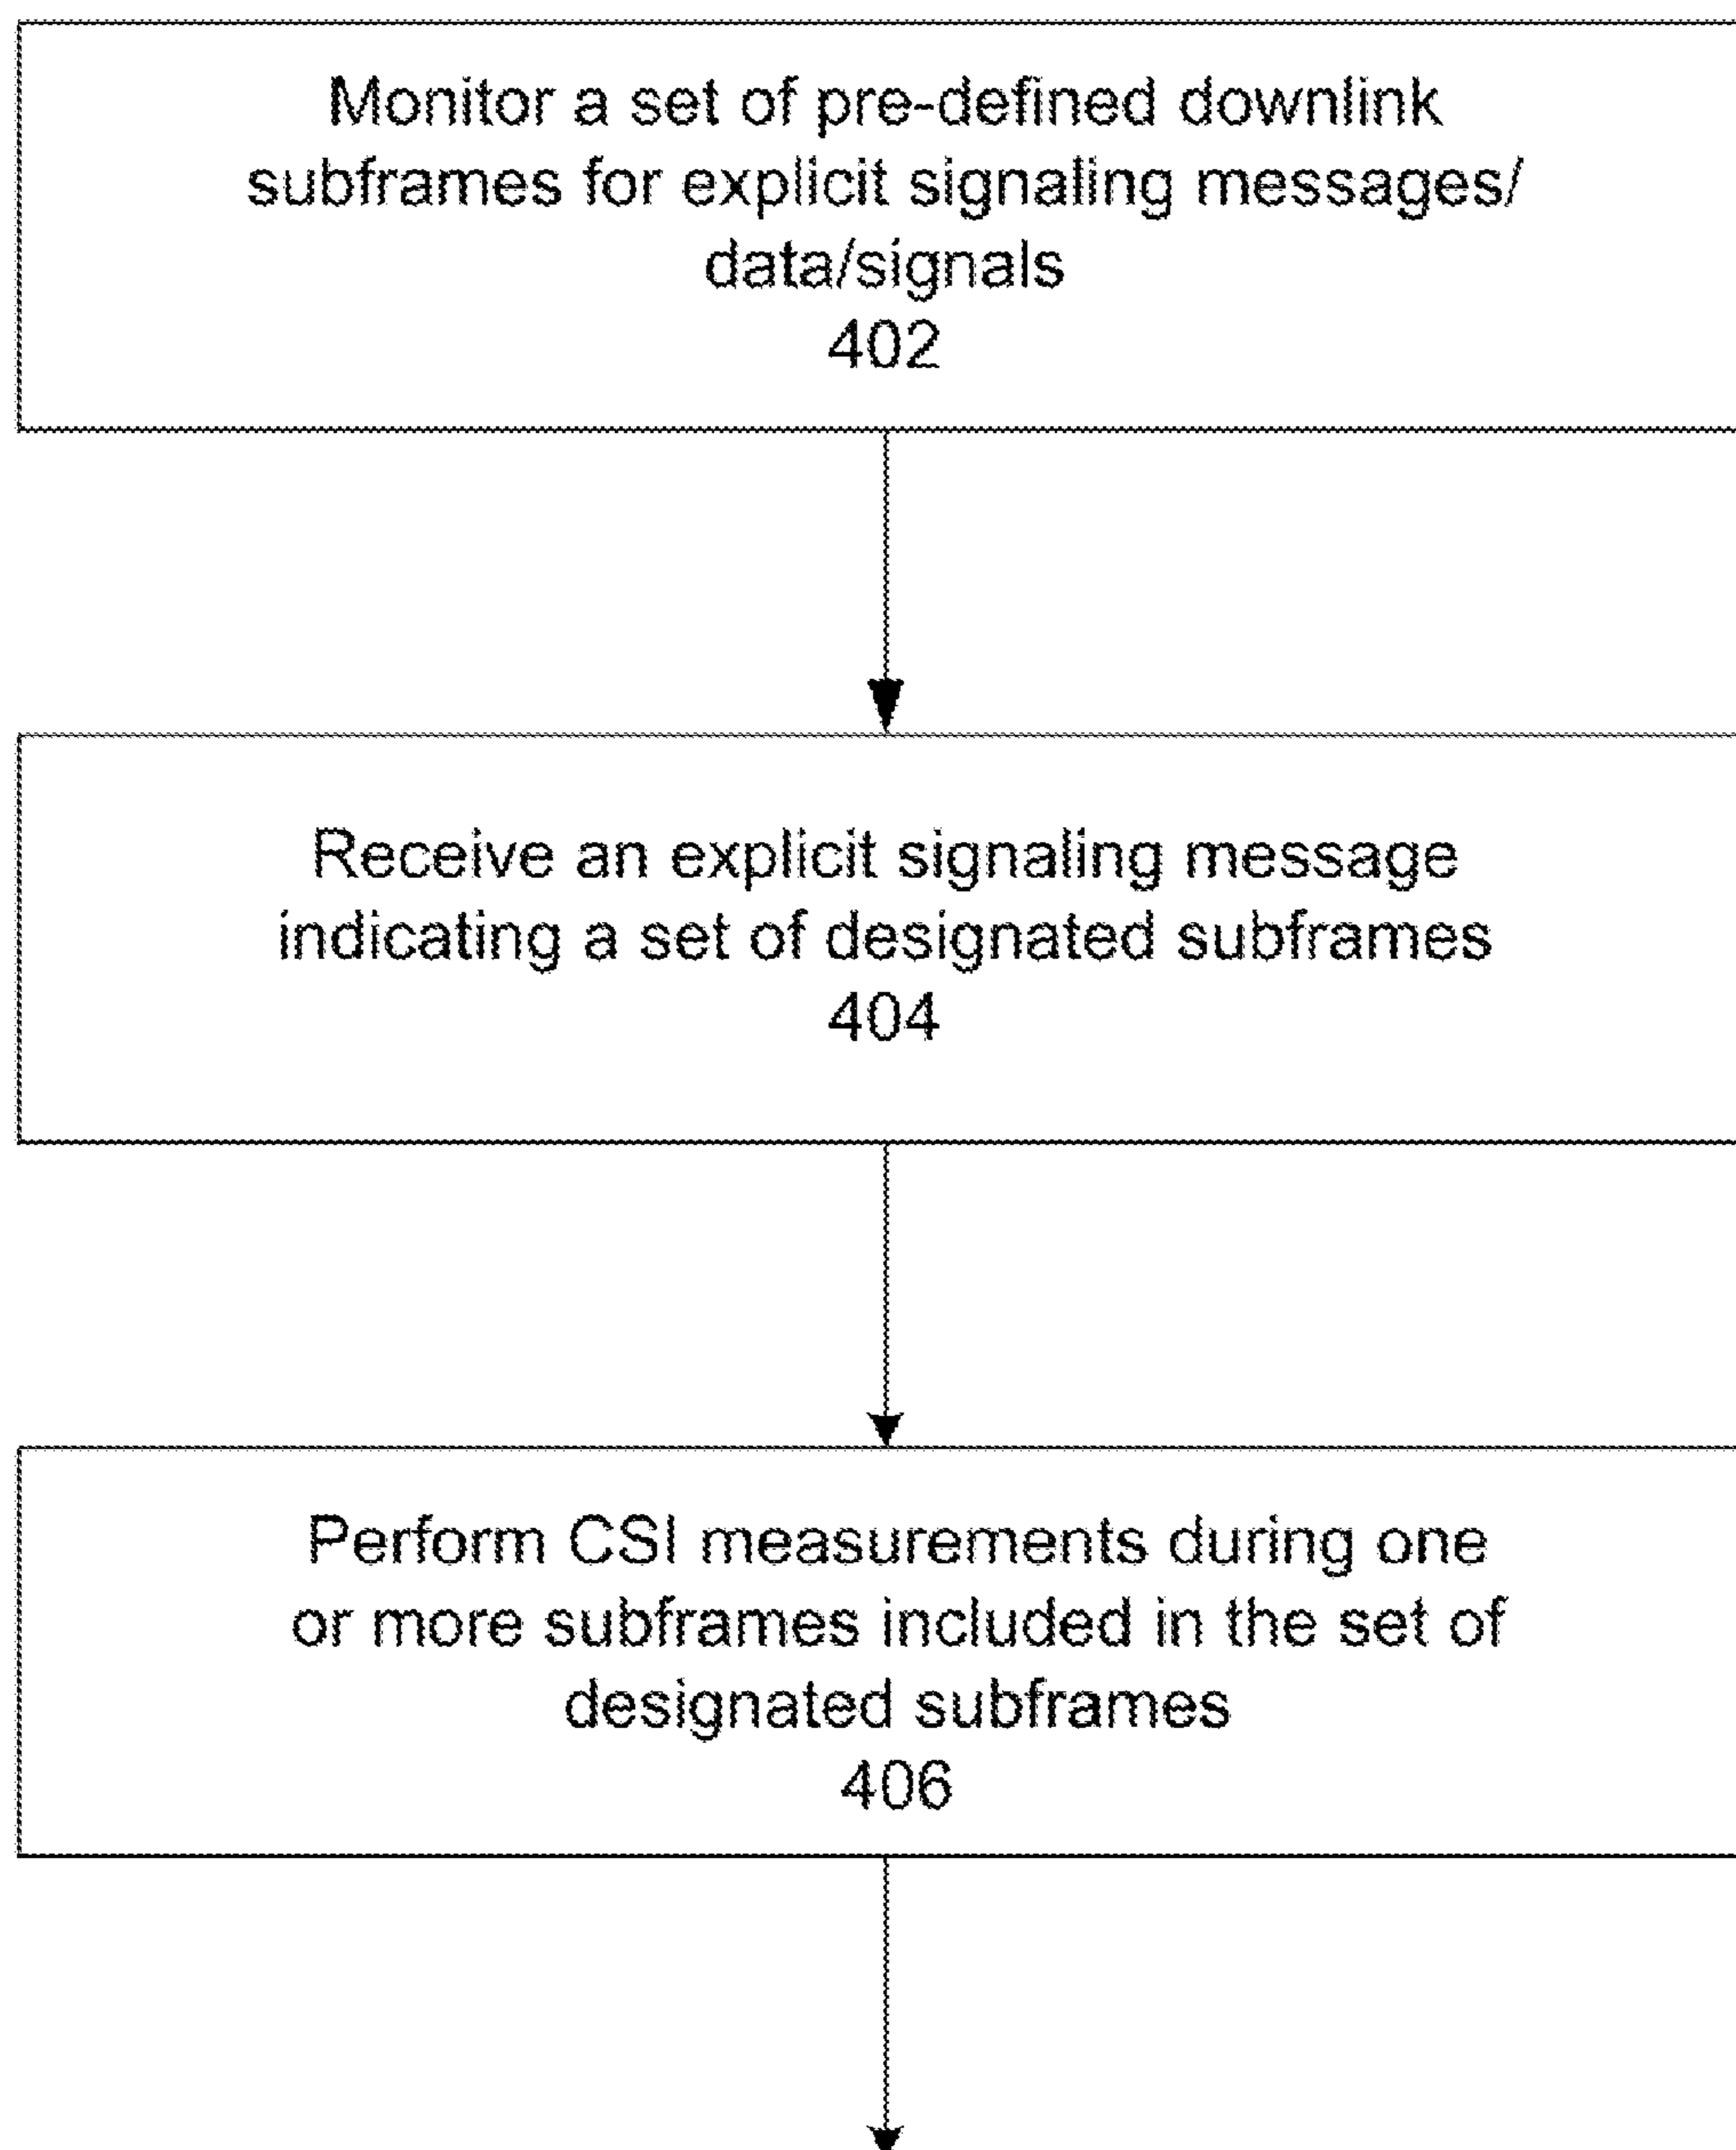 Monitor a set of pre-defined downlink
subframes for explicit signaling messages/
data/signals
402
Receive an explicit signaling message
indicating a set of designated subframes
404
Perform CSI measurements during one
or more subframes included in the set of
designated subframes
406